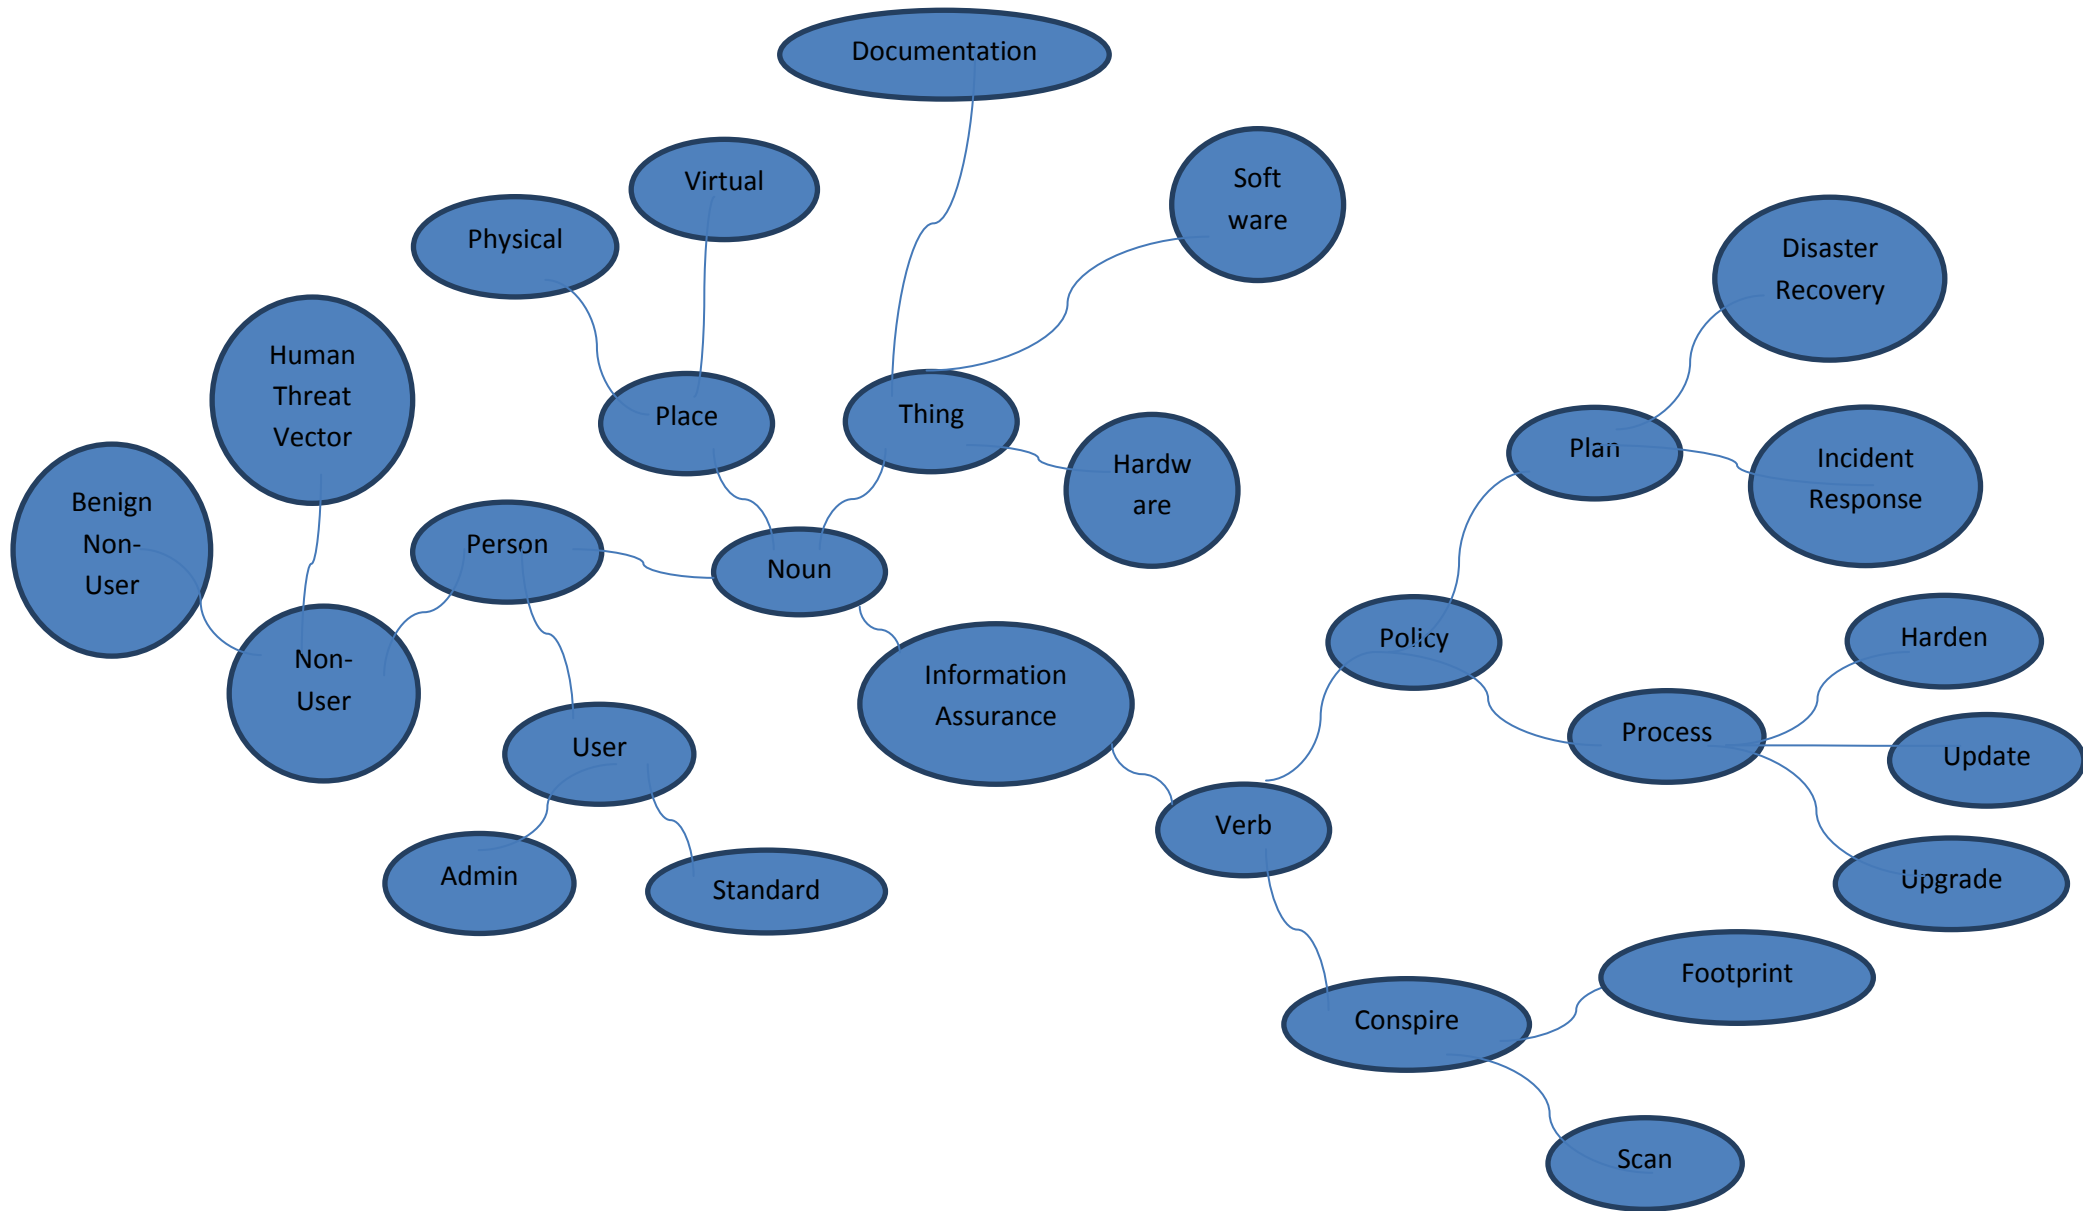 Documentation
Virtual
Soft
ware
Physical
Disaster
Recovery
Human
Threat
Vector
Place
Thing
Plan
Hardw
are
Incident
Response
Benign
Non-
User
Person
Noun
Policy
Harden
Non-
User
Information
Assurance
User
Process
Update
Verb
Admin
Standard
Upgrade
Footprint
Conspire
Scan